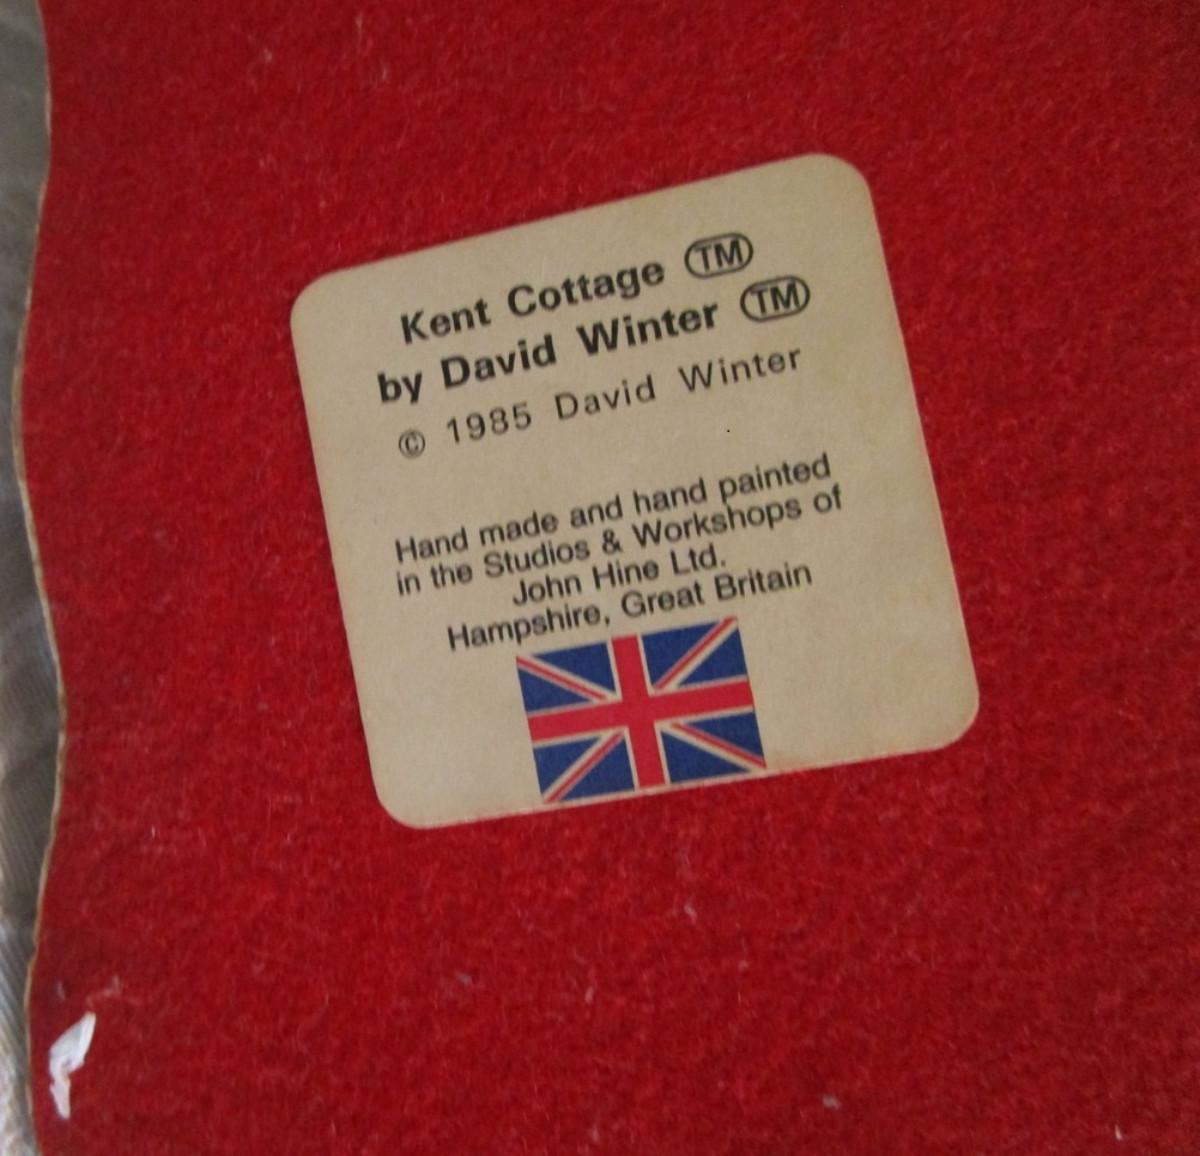 Kent Cottage TM
by David Winter TM
© 1985 David Winter
Hand made and hand painted
in the Studios & Workshops of
John Hine Ltd.
Hampshire, Great Britain